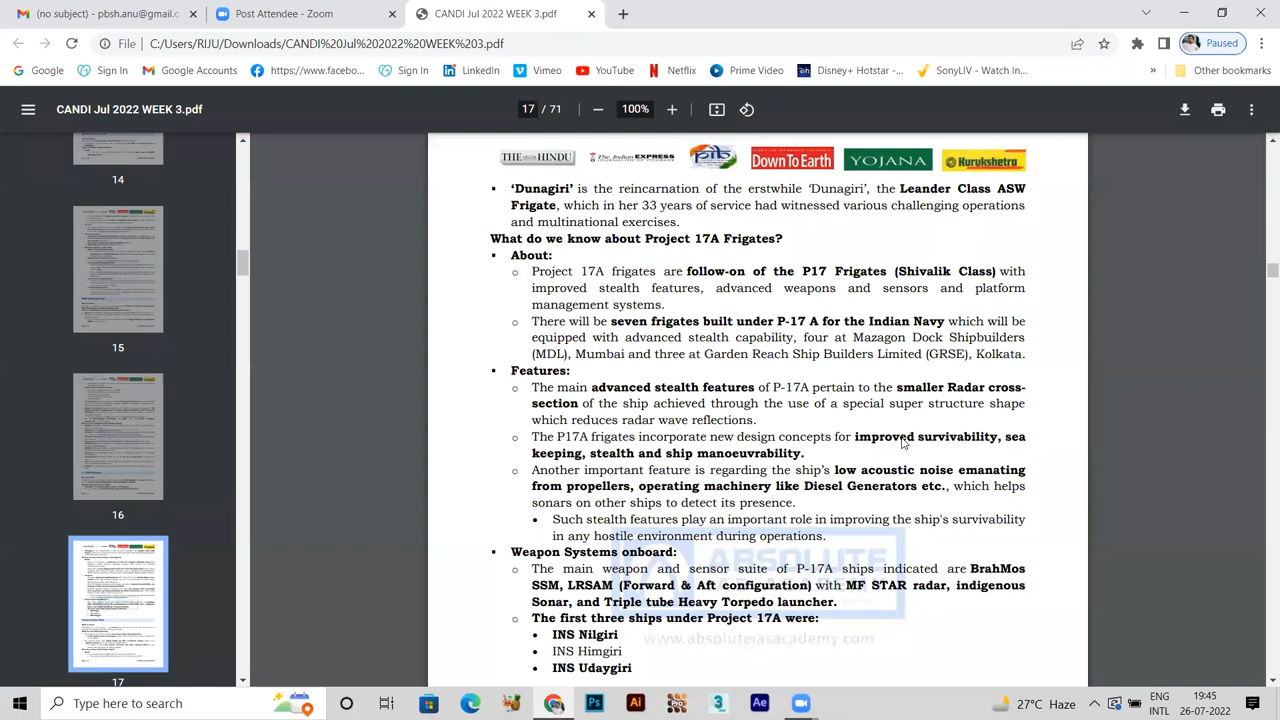 (no subject) - pbshanu@gmail.c
Post Attendee - Zoom
CANDI Jul 2022 WEEK 3.pdf
File
C:/Users/RIJU/Downloads/CANDI%20Jul%202022%20WEEK%203.pdf
Paused
Google
Sign In
Google Accounts
https://www.facebo...
Sign In
LinkedIn
Vimeo
YouTube
Netflix
Prime Video
Disney+ Hotstar -...
SonyLIV - Watch In...
»
Other bookmarks
CANDI Jul 2022 WEEK 3.pdf
17 / 71
100%
14
15
16
17
THE HINDU
The Indian EXPRESS
DownToEarth
YOJANA
Kurukshetra
▪ ‘Dunagiri’ is the reincarnation of the erstwhile ‘Dunagiri’, the Leander Class ASW
Frigate, which in her 33 years of service had witnessed various challenging operations
and multinational exercises.
What do we know about Project 17A Frigates?
▪ About:
o Project 17A frigates are follow-on of the P17 Frigates (Shivalik Class) with
improved stealth features, advanced weapons and sensors and platform
management systems.
o There will be seven frigates built under P-17 A for the Indian Navy which will be
equipped with advanced stealth capability, four at Mazagon Dock Shipbuilders
(MDL), Mumbai and three at Garden Reach Ship Builders Limited (GRSE), Kolkata.
▪ Features:
o The main advanced stealth features of P-17A pertain to the smaller Radar cross-
section of the ship achieved through the use of a special super structure shape
which reduces radar wave reflections.
o The P17A frigates incorporate new design concepts for improved survivability, sea
keeping, stealth and ship manoeuvrability.
o Another important feature is regarding the ship's low acoustic noise emanating
from propellers, operating machinery like Diesel Generators etc., which helps
sonars on other ships to detect its presence.
• Such stealth features play an important role in improving the ship's survivability
in any hostile environment during operations.
▪ Weapon Systems onboard:
o The main weapon and sensor suite of P-17A ships indicated are BrahMos
SSM, LRSAM (Forward & Aft configuration), MF STAR radar, Hangsaas
Sonar, and Triple tube Heavy Torpedo launcher.
o The first three ships under Project 17A were:
• INS Nilgiri
• INS Himgiri
• INS Udaygiri
Type here to search
27°C Haze
ENG
INTL
19:45
26-07-2022